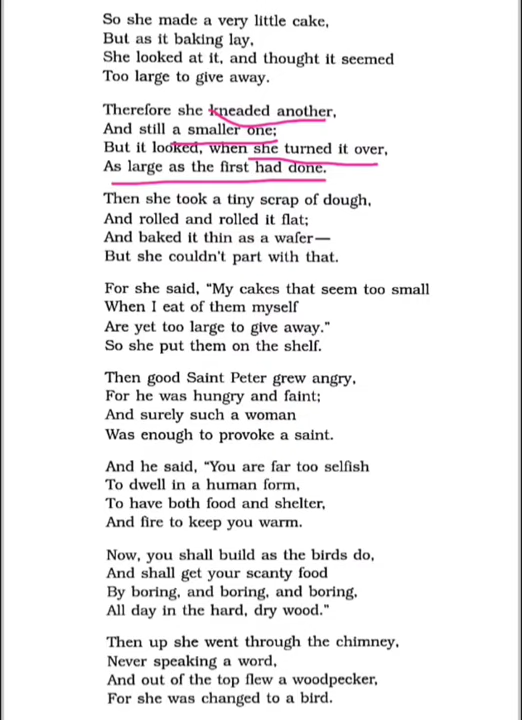 So she made a very little cake,
But as it baking lay,
She looked at it, and thought it seemed
Too large to give away.
Therefore she kneaded another,
And still a smaller one;
But it looked, when she turned it over,
As large as the first had done.
Then she took a tiny scrap of dough,
And rolled and rolled it flat;
And baked it thin as a wafer—
But she couldn't part with that.
For she said, "My cakes that seem too small
When I eat of them myself
Are yet too large to give away."
So she put them on the shelf.
Then good Saint Peter grew angry,
For he was hungry and faint;
And surely such a woman
Was enough to provoke a saint.
And he said, "You are far too selfish
To dwell in a human form,
To have both food and shelter,
And fire to keep you warm.
Now, you shall build as the birds do,
And shall get your scanty food
By boring, and boring, and boring,
All day in the hard, dry wood."
Then up she went through the chimney,
Never speaking a word,
And out of the top flew a woodpecker,
For she was changed to a bird.